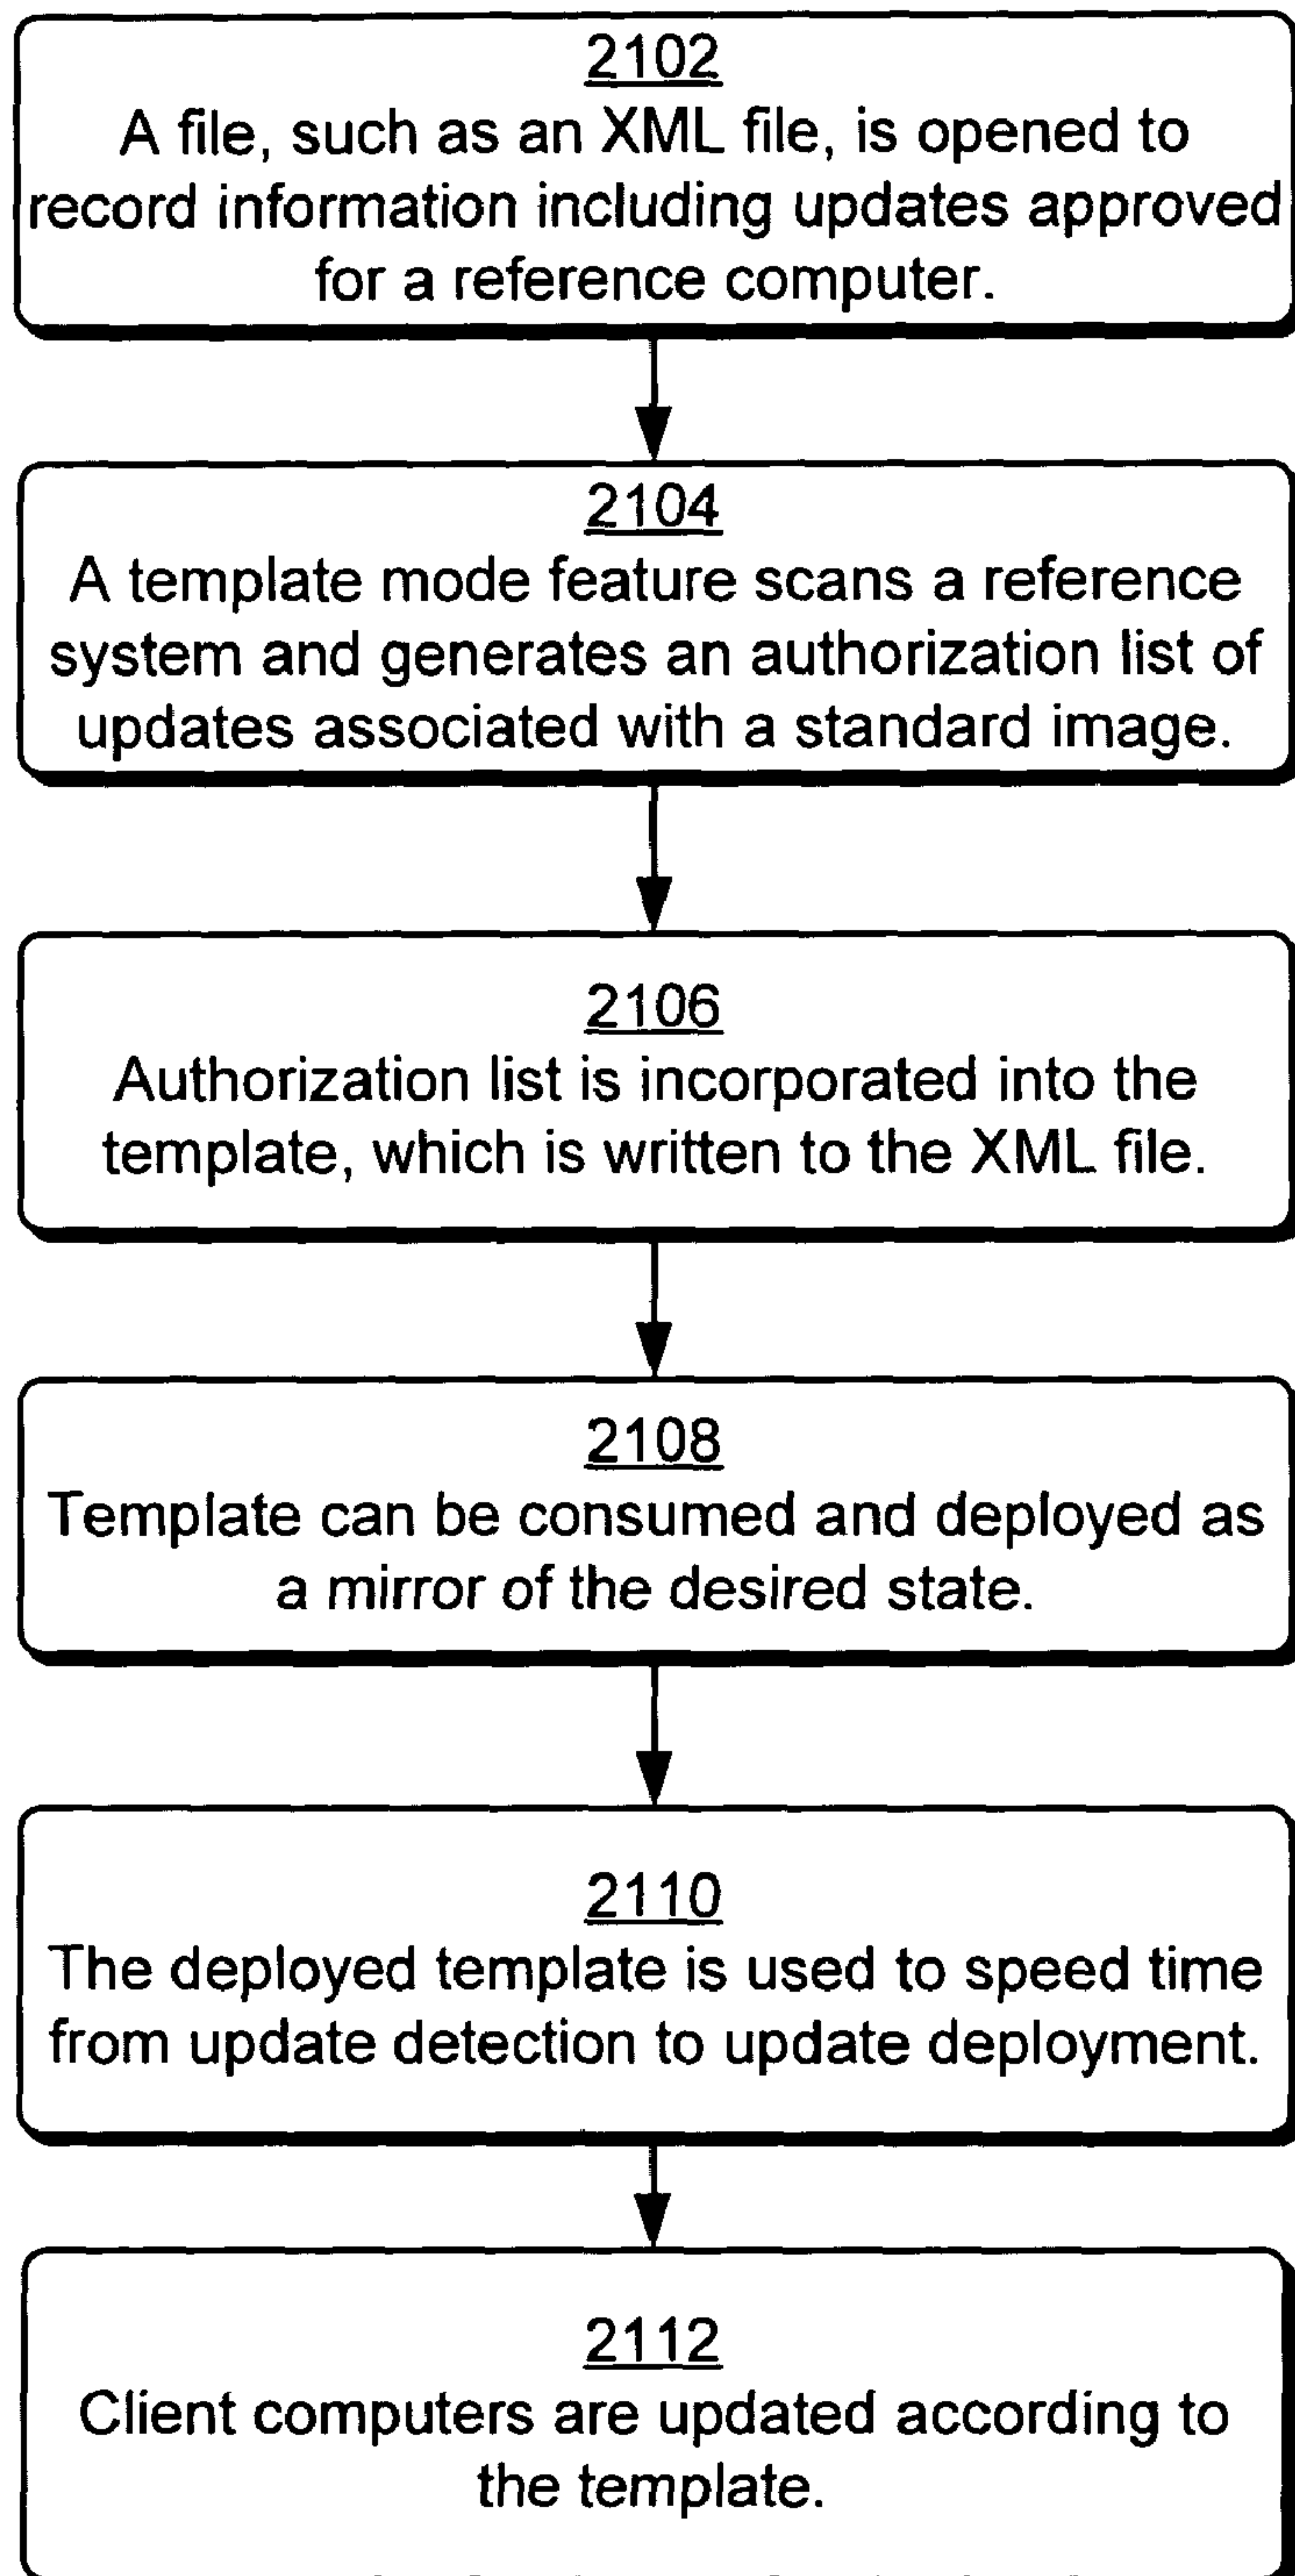 2102
A file, such as an XML file, is opened to
record information including updates approved
for a reference computer.
2104
A template mode feature scans a reference
system and generates an authorization list of
updates associated with a standard image.
2106
Authorization list is incorporated into the
template, which is written to the XML file.
2108
Template can be consumed and deployed as
a mirror of the desired state.
2110
The deployed template is used to speed time
from update detection to update deployment.
2112
Client computers are updated according to
the template.